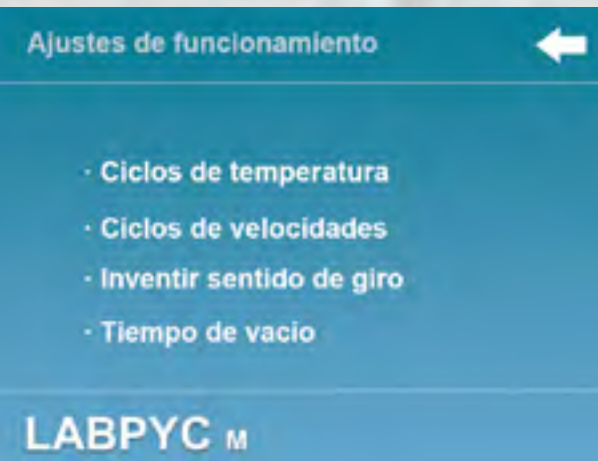 Ajustes de funcionamiento
· Ciclos de temperatura
· Ciclos de velocidades
· Inventir sentido de giro
· Tiempo de vacio
LABPYC M